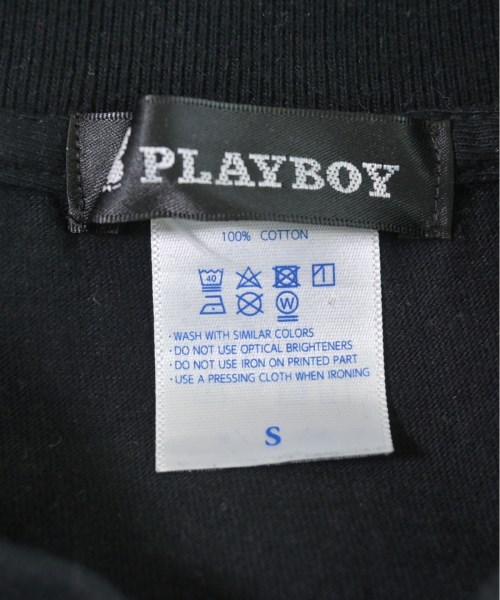 PLAYBOY
100% COTTON
40
W
· WASH WITH SIMILAR COLORS
· DO NOT USE OPTICAL BRIGHTENERS
· DO NOT USE IRON ON PRINTED PART
· USE A PRESSING CLOTH WHEN IRONING
S